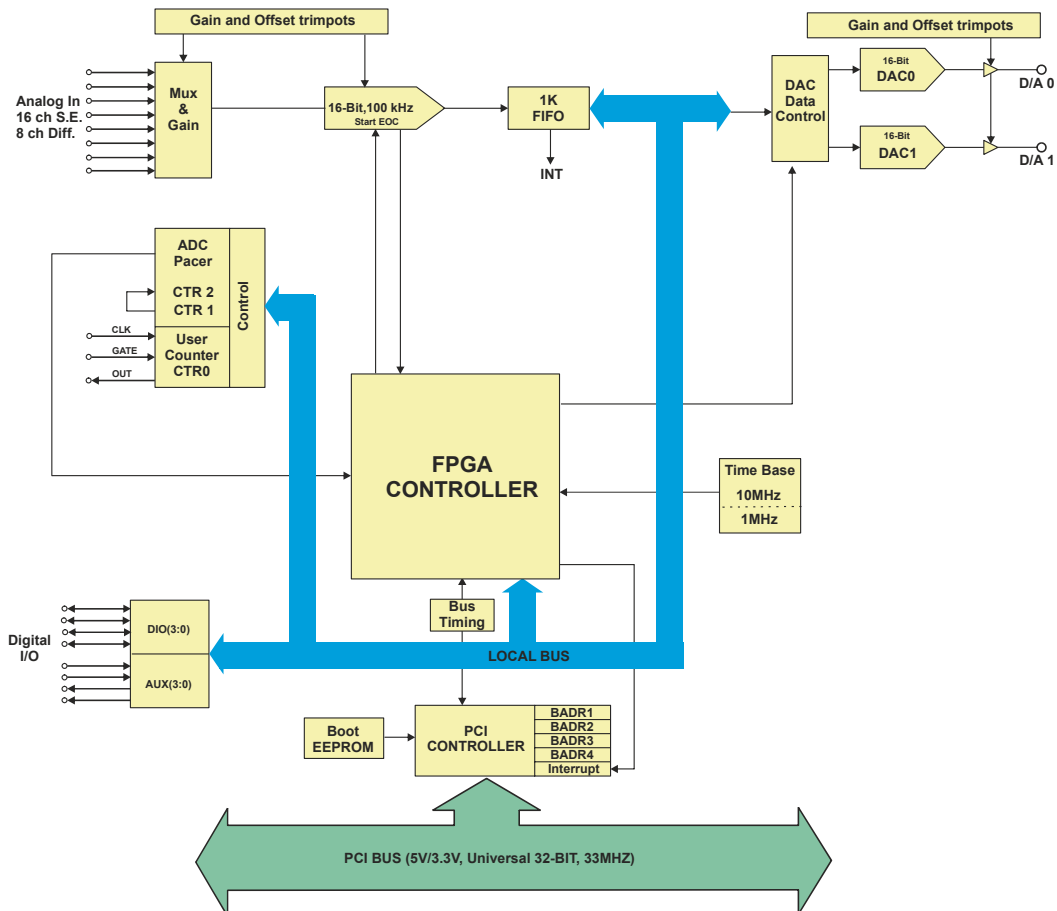 Gain and Offset trimpots
Gain and Offset trimpots
Analog In
16 ch S.E.
8 ch Diff.
Mux
&
Gain
16-Bit,100 kHz
Start EOC
1K
FIFO
INT
DAC
Data
Control
16-Bit
DAC0
D/A 0
16-Bit
DAC1
D/A 1
ADC
Pacer
CTR 2
CTR 1
Control
CLK
GATE
OUT
User
Counter
CTR0
FPGA
CONTROLLER
Time Base
10MHz
1MHz
Bus
Timing
Digital
I/O
DIO(3:0)
AUX(3:0)
LOCAL BUS
Boot
EEPROM
PCI
CONTROLLER
BADR1
BADR2
BADR3
BADR4
Interrupt
PCI BUS (5V/3.3V, Universal 32-BIT, 33MHZ)